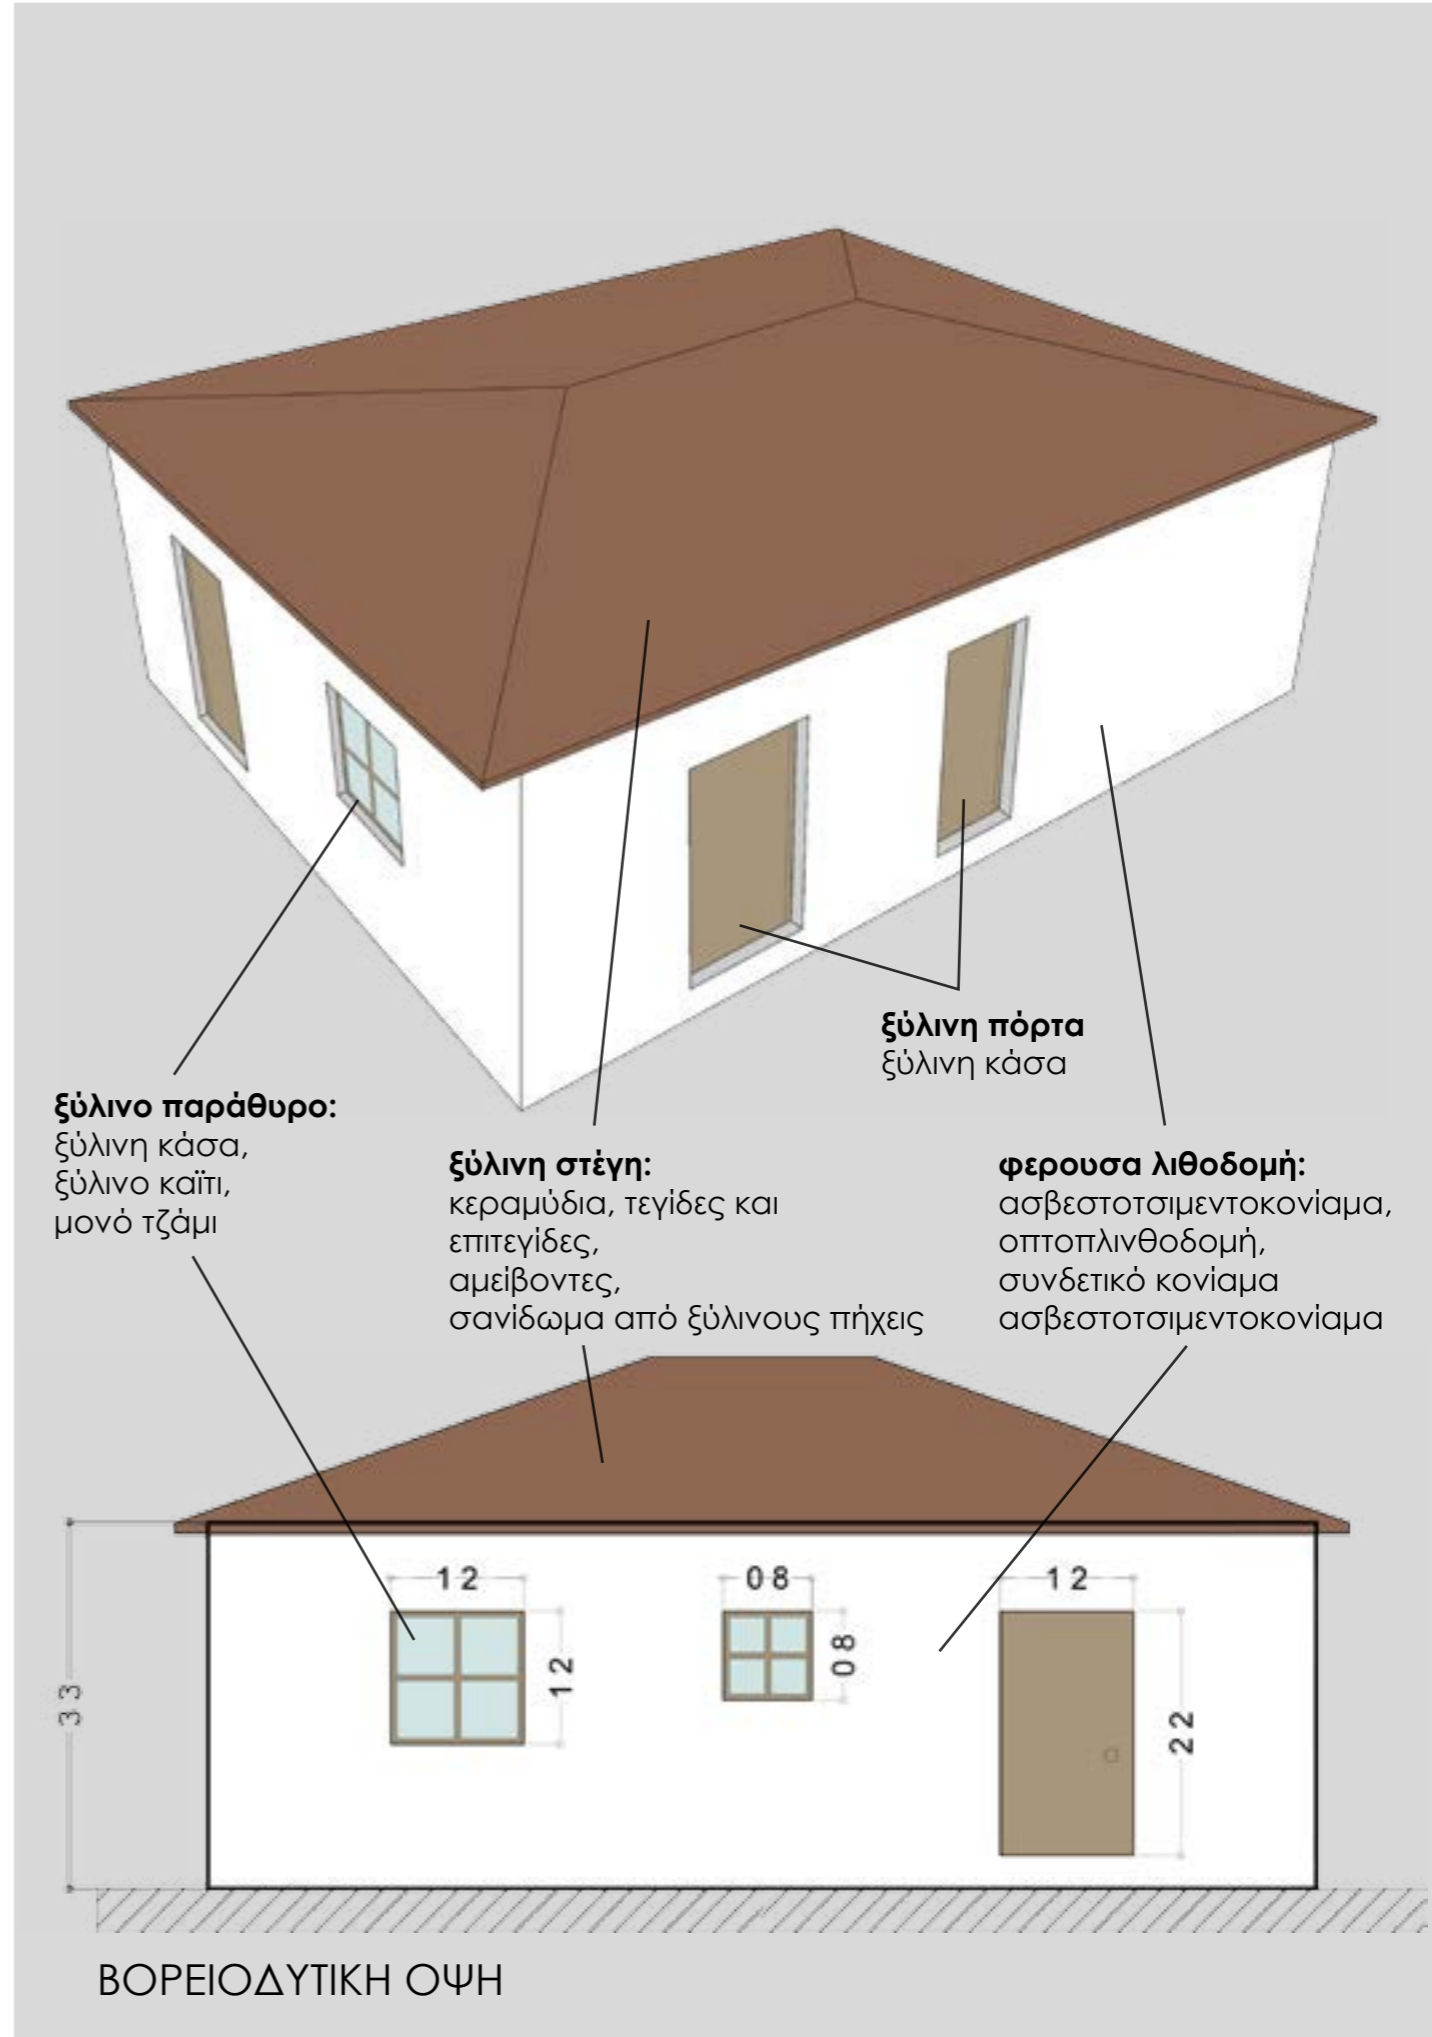 ξύλινη πόρτα
ξύλινη κάσα
ξύλινο παράθυρο:
ξύλινη κάσα,
ξύλινο καϊτι,
μονό τζάμι
ξύλινη στέγη:
κεραμύδια, τεγίδες και
επιτεγίδες,
αμείβοντες,
σανίδωμα από ξύλινους πήχεις
φερουσα λιθοδομή:
ασβεστοτσιμεντοκονίαμα,
οπτοπλινθοδομή,
συνδετικό κονίαμα
ασβεστοτσιμεντοκονίαμα
1 2
0 8
1 2
1 2
0 8
2 2
3 3
ΒΟΡΕΙΟΔΥΤΙΚΗ ΟΨΗ